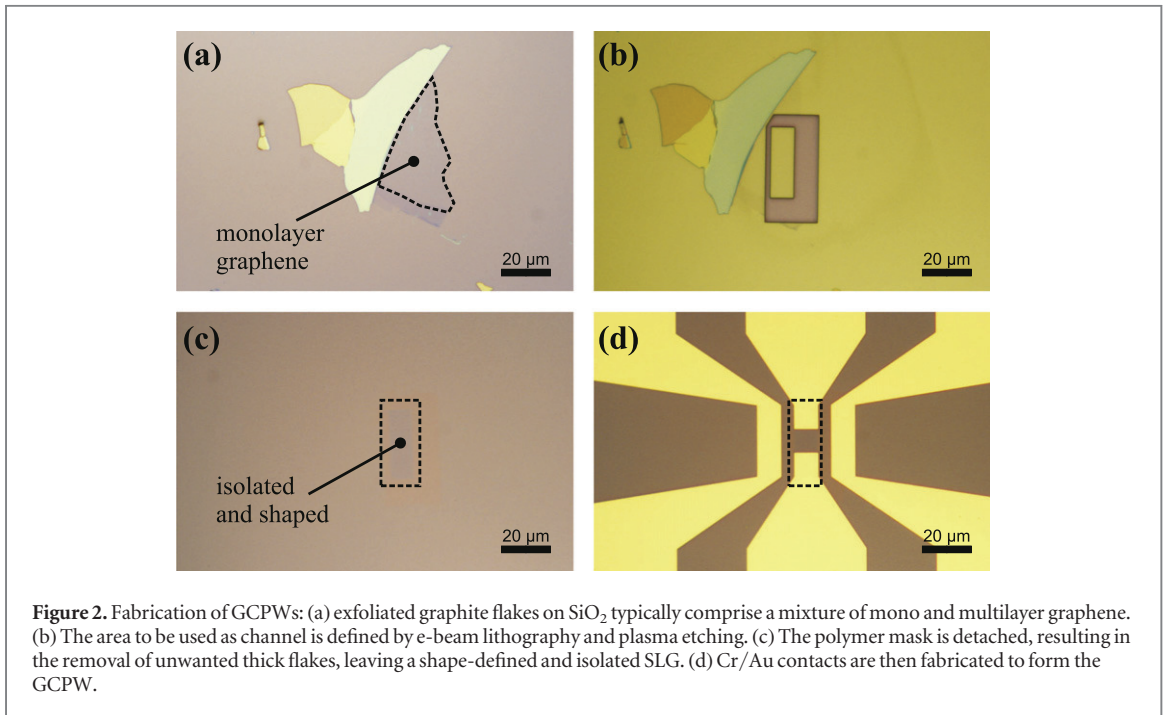 (a)
monolayer
graphene
20 µm
(b)
20 µm
(c)
isolated
and shaped
20 µm
(d)
20 µm
Figure 2. Fabrication of GCPWs: (a) exfoliated graphite flakes on SiO₂ typically comprise a mixture of mono and multilayer graphene.
(b) The area to be used as channel is defined by e-beam lithography and plasma etching. (c) The polymer mask is detached, resulting in
the removal of unwanted thick flakes, leaving a shape-defined and isolated SLG. (d) Cr/Au contacts are then fabricated to form the
GCPW.